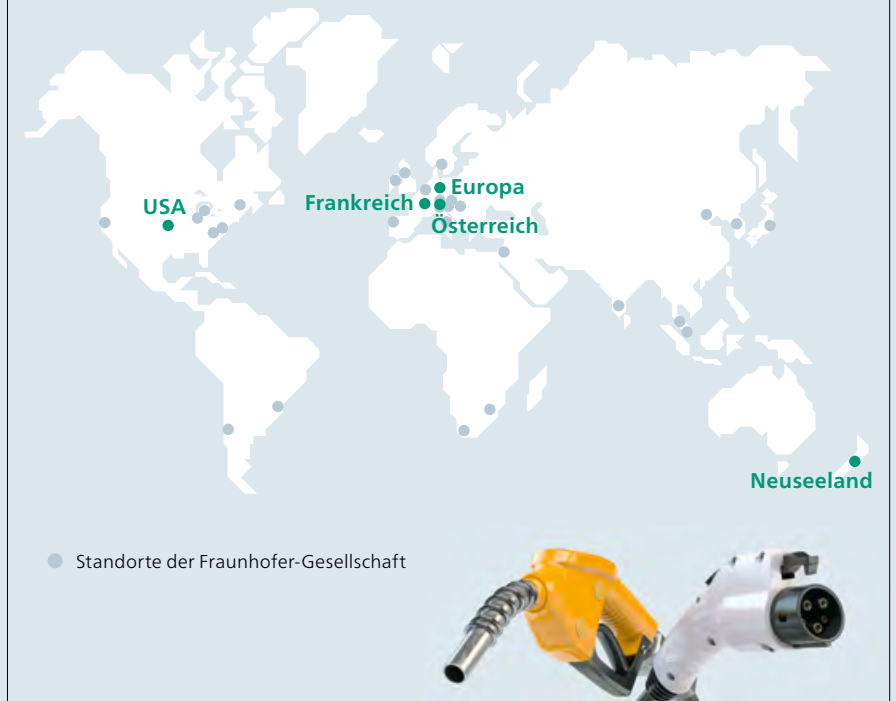 USA
Frankreich
Europa
Österreich
Neuseeland
Standorte der Fraunhofer-Gesellschaft